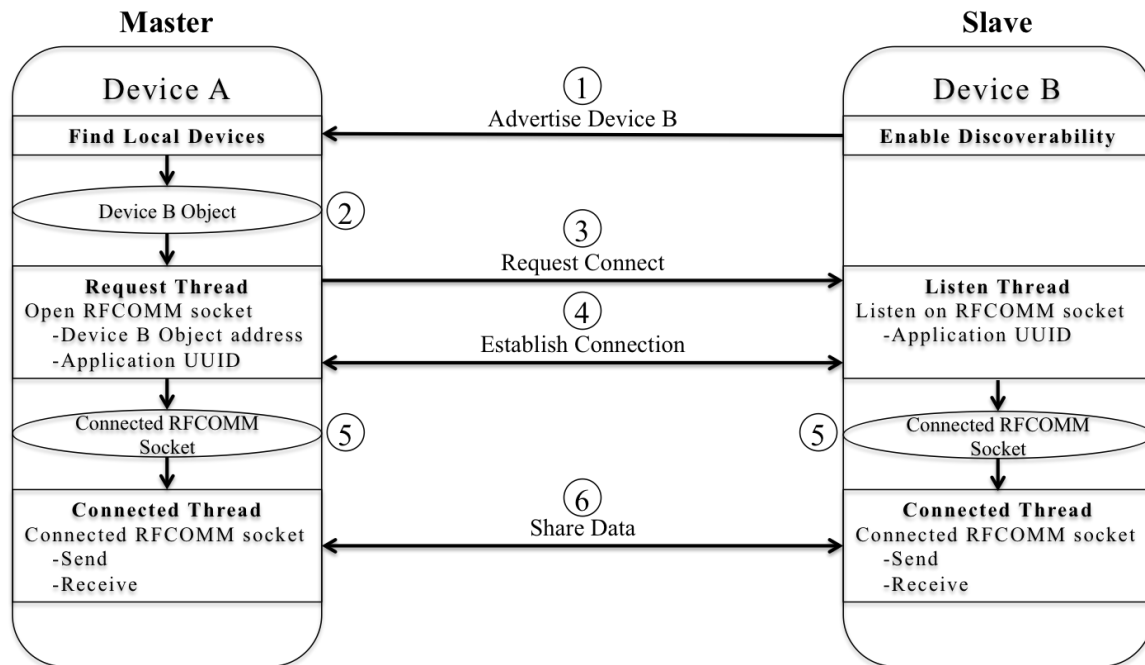 Master
Slave
Device A
Device B
1
Advertise Device B
Find Local Devices
Enable Discoverability
Device B Object
2
3
Request Connect
Request Thread
Open RFCOMM socket
-Device B Object address
-Application UUID
Listen Thread
Listen on RFCOMM socket
-Application UUID
4
Establish Connection
Connected RFCOMM
Socket
5
5
Connected RFCOMM
Socket
6
Share Data
Connected Thread
Connected RFCOMM socket
-Send
-Receive
Connected Thread
Connected RFCOMM socket
-Send
-Receive